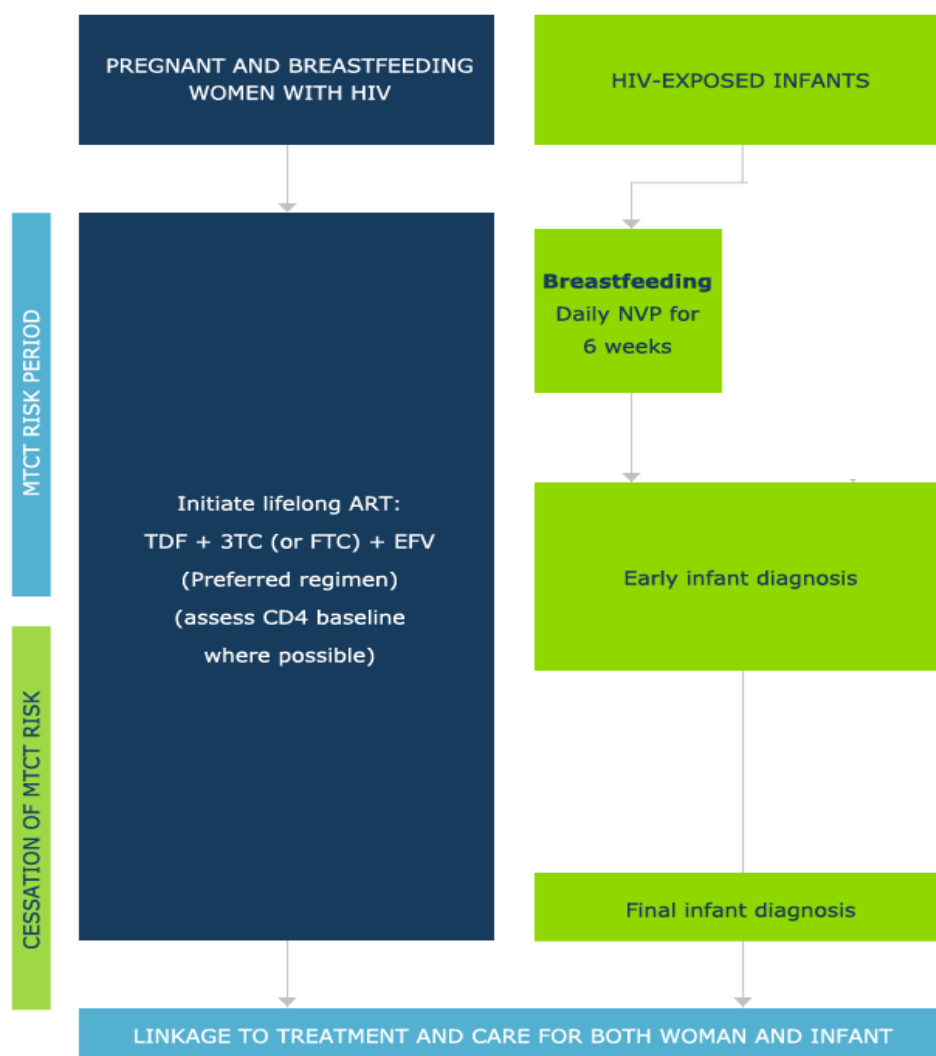 PREGNANT AND BREASTFEEDING
WOMEN WITH HIV
HIV-EXPOSED INFANTS
MTCT RISK PERIOD
Breastfeeding
Daily NVP for
6 weeks
Initiate lifelong ART:
TDF + 3TC (or FTC) + EFV
(Preferred regimen)
(assess CD4 baseline
where possible)
Early infant diagnosis
CESSATION OF MTCT RISK
Final infant diagnosis
LINKAGE TO TREATMENT AND CARE FOR BOTH WOMAN AND INFANT